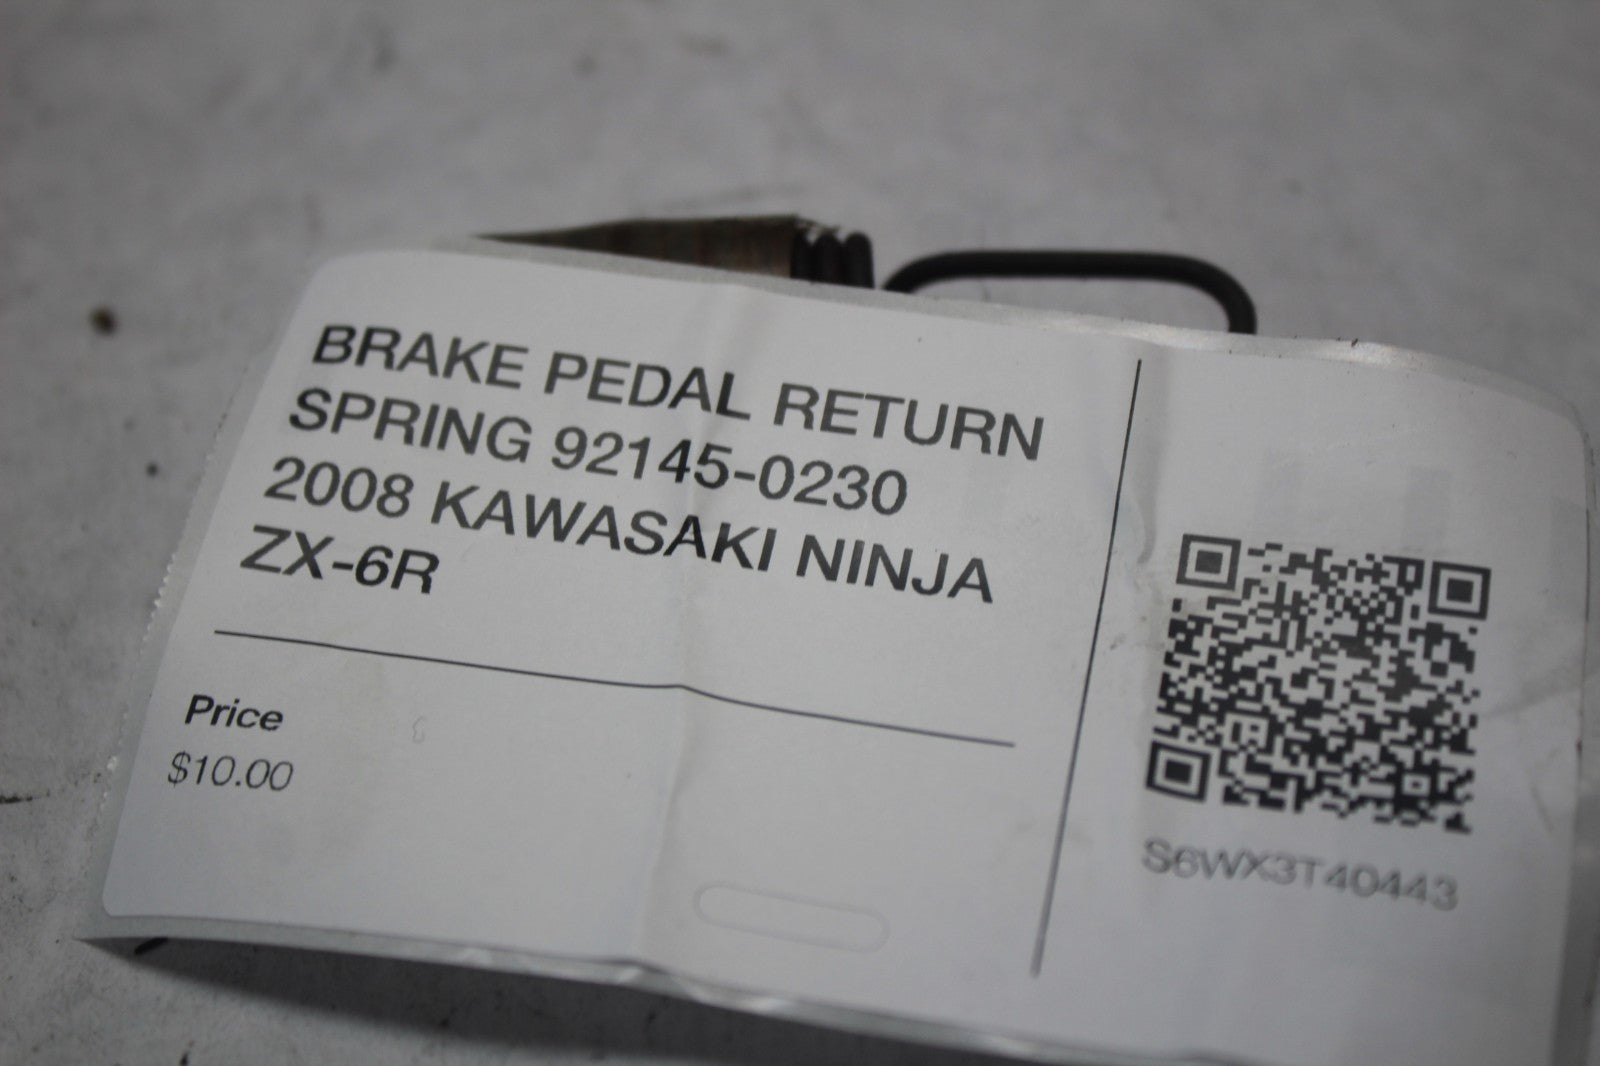 BRAKE PEDAL RETURN
SPRING 92145-0230
2008 KAWASAKI NINJA
ZX-6R
Price
$10.00
S6WX3T40443